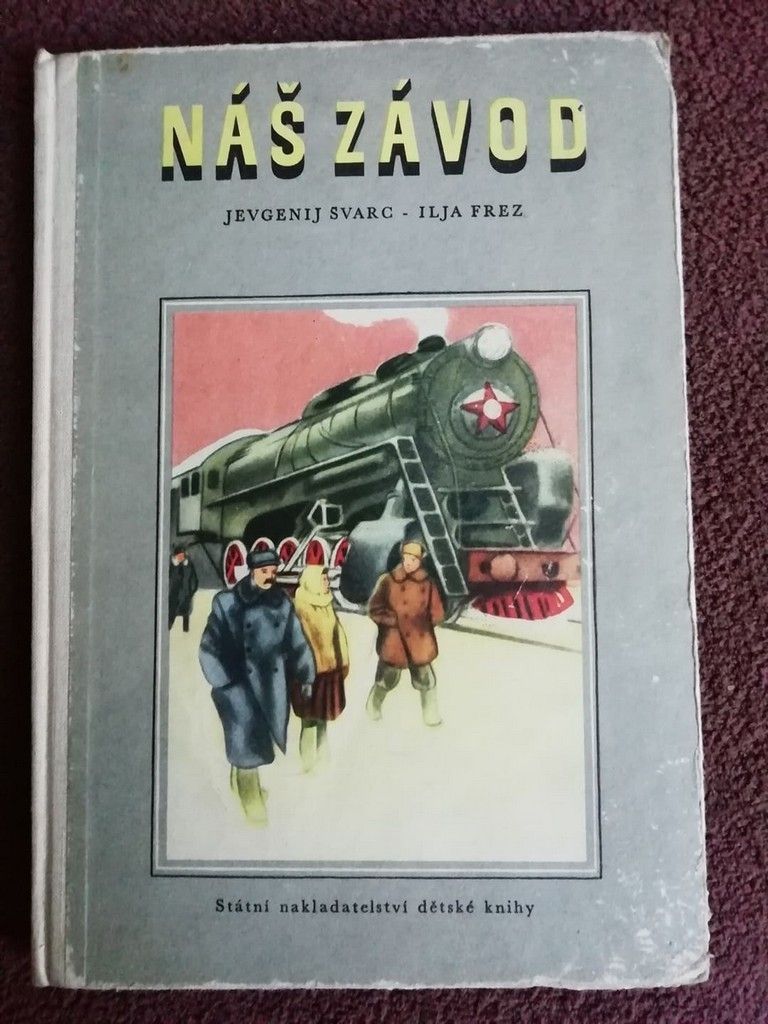 NÁŠ ZÁVOD
JEVGENIJ SVARC - ILJA FREZ
Státní nakladatelství dětské knihy